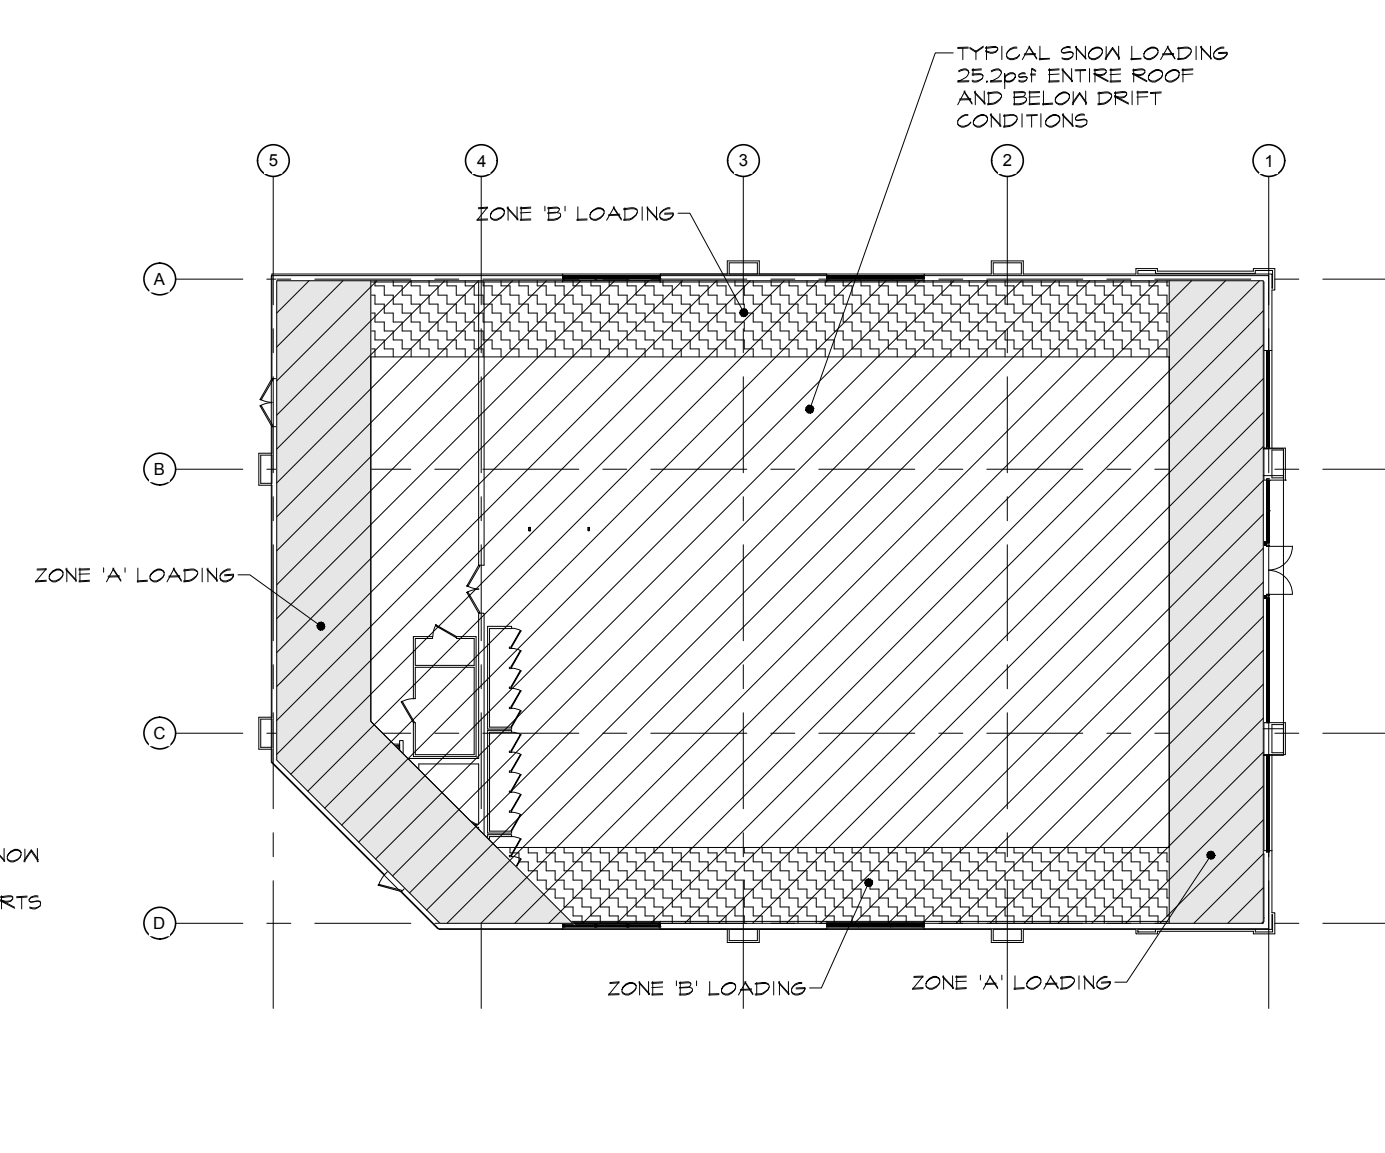 TYPICAL SNOW LOADING
25.2psf ENTIRE ROOF
AND BELOW DRIFT
CONDITIONS
5
4
3
2
1
ZONE 'B' LOADING
A
B
ZONE 'A' LOADING
C
NOW
RTS
D
ZONE 'B' LOADING
ZONE 'A' LOADING